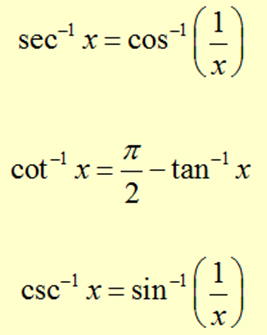 sec⁻¹ x = cos⁻¹(1/x)
cot⁻¹ x = π/2 − tan⁻¹ x
csc⁻¹ x = sin⁻¹(1/x)